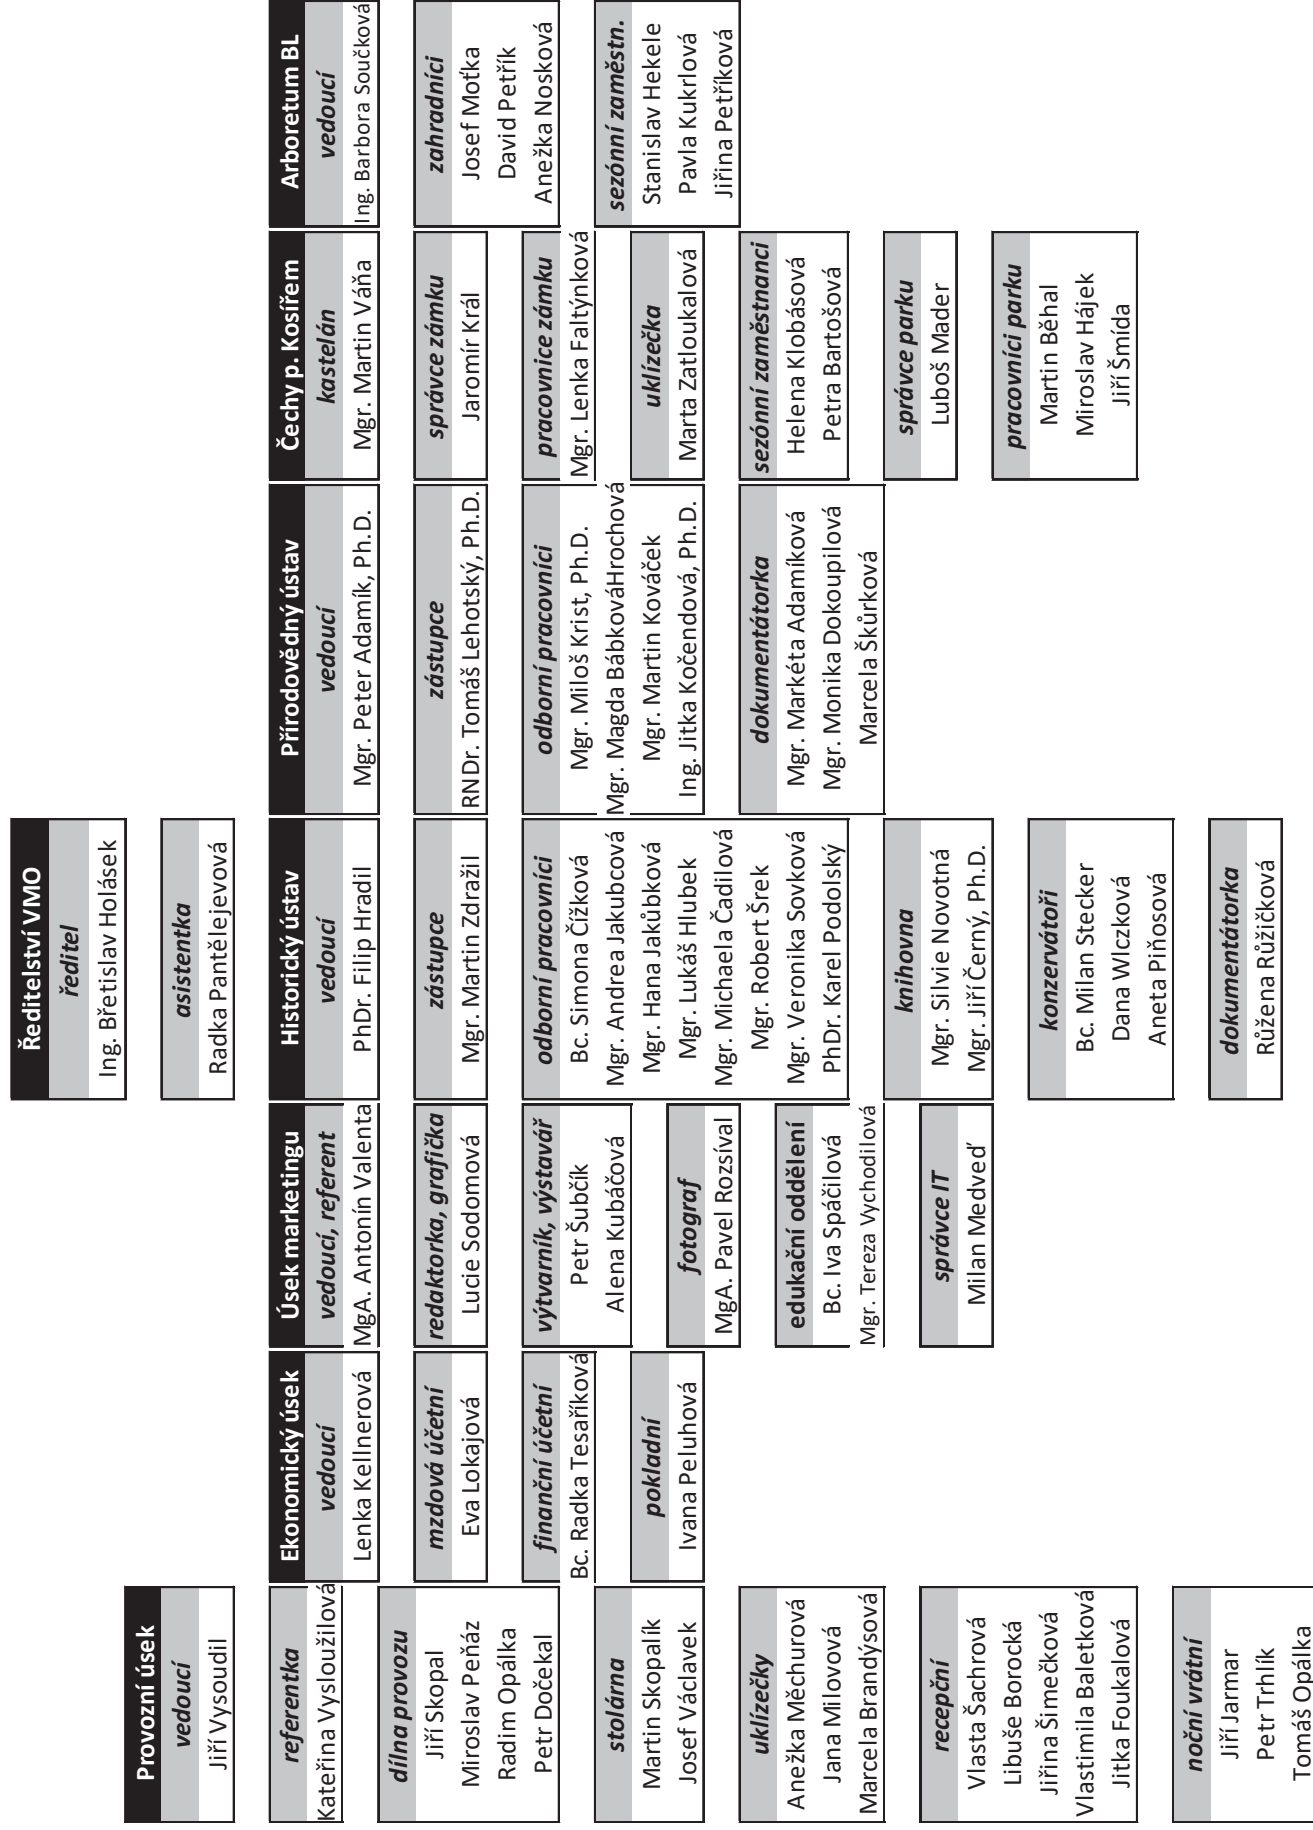 Ředitelství VMO
ředitel
Ing. Břetislav Holásek
asistentka
Radka Pantělejevová
Provozní úsek
vedoucí
Jiří Vysoudil
referentka
Kateřina Vysloužilová
dílna provozu
Jiří Skopal
Miroslav Peňáz
Radim Opálka
Petr Dočekal
stolárna
Martin Skopalík
Josef Václavek
uklízečky
Anežka Měchurová
Jana Milovová
Marcela Brandýsová
recepční
Vlasta Šachrová
Libuše Borocká
Jiřina Šimečková
Vlastimila Baletková
Jitka Foukalová
noční vrátní
Jiří Jarmar
Petr Trhlík
Tomáš Opálka
Ekonomický úsek
vedoucí
Lenka Kellnerová
mzdová účetní
Eva Lokajová
finanční účetní
Bc. Radka Tesaříková
pokladní
Ivana Peluhová
Úsek marketingu
vedoucí, referent
MgA. Antonín Valenta
redaktorka, grafička
Lucie Sodomová
výtvarník, výstavář
Petr Šubčík
Alena Kubáčová
fotograf
MgA. Pavel Rozsíval
edukační oddělení
Bc. Iva Spáčilová
Mgr. Tereza Vychodilová
správce IT
Milan Medveď
Historický ústav
vedoucí
PhDr. Filip Hradil
zástupce
Mgr. Martin Zdražil
odborní pracovníci
Bc. Simona Čížková
Mgr. Andrea Jakubcová
Mgr. Hana Jakůbková
Mgr. Lukáš Hlubek
Mgr. Michaela Čadilová
Mgr. Robert Šrek
Mgr. Veronika Sovková
PhDr. Karel Podolský
knihovna
Mgr. Silvie Novotná
Mgr. Jiří Černý, Ph.D.
konzervátoři
Bc. Milan Stecker
Dana Wlczková
Aneta Piňosová
dokumentátorka
Růžena Růžičková
Přírodovědný ústav
vedoucí
Mgr. Peter Adamík, Ph.D.
zástupce
RNDr. Tomáš Lehotský, Ph.D.
odborní pracovníci
Mgr. Miloš Krist, Ph.D.
Mgr. Magda BábkováHrochová
Mgr. Martin Kováček
Ing. Jitka Kočendová, Ph.D.
dokumentátorka
Mgr. Markéta Adamíková
Mgr. Monika Dokoupilová
Marcela Škůrková
Čechy p. Kosířem
kastelán
Mgr. Martin Váňa
správce zámku
Jaromír Král
pracovnice zámku
Mgr. Lenka Faltýnková
uklízečka
Marta Zatloukalová
sezónní zaměstnanci
Helena Klobásová
Petra Bartošová
správce parku
Luboš Mader
pracovníci parku
Martin Běhal
Miroslav Hájek
Jiří Šmída
Arboretum BL
vedoucí
Ing. Barbora Součková
zahradníci
Josef Moťka
David Petřík
Anežka Nosková
sezónní zaměstn.
Stanislav Hekele
Pavla Kukrlová
Jiřina Petříková